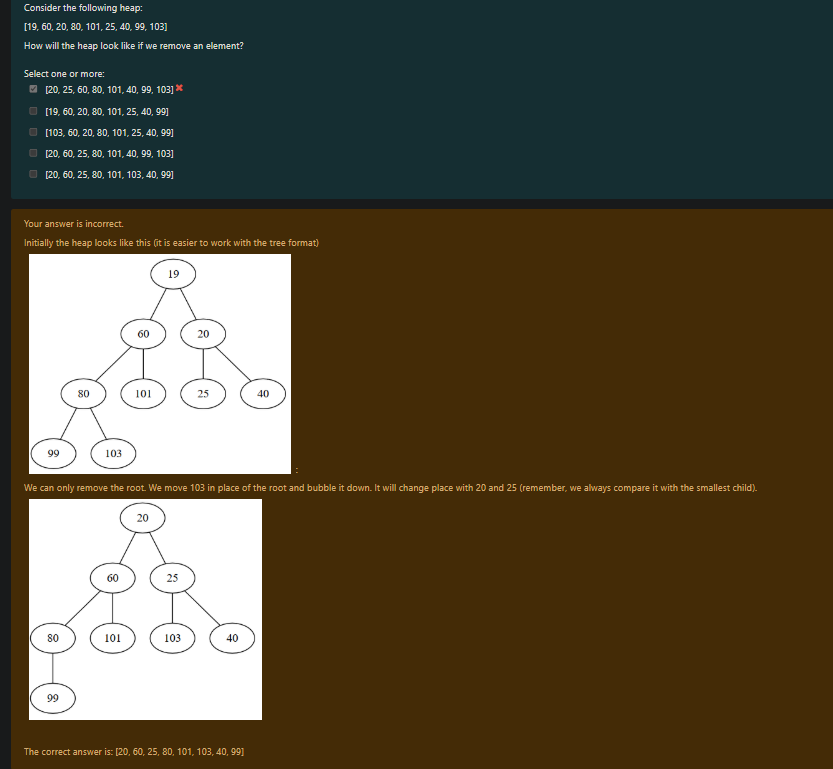 Consider the following heap:
[19, 60, 20, 80, 101, 25, 40, 99, 103]
How will the heap look like if we remove an element?
Select one or more:
[20, 25, 60, 80, 101, 40, 99, 103]
[19, 60, 20, 80, 101, 25, 40, 99]
[103, 60, 20, 80, 101, 25, 40, 99]
[20, 60, 25, 80, 101, 40, 99, 103]
[20, 60, 25, 80, 101, 103, 40, 99]
Your answer is incorrect.
Initially the heap looks like this (it is easier to work with the tree format)
19
60 20
80 101 25 40
99 103
:
We can only remove the root. We move 103 in place of the root and bubble it down. It will change place with 20 and 25 (remember, we always compare it with the smallest child).
20
60 25
80 101 103 40
99
The correct answer is: [20, 60, 25, 80, 101, 103, 40, 99]